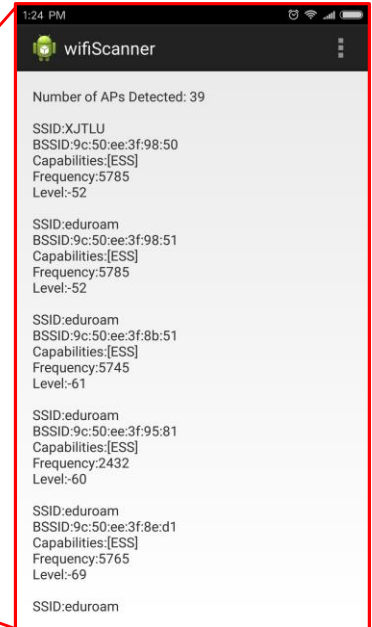 1:24 PM
wifiScanner
Number of APs Detected: 39
SSID:XJTLU
BSSID:9c:50:ee:3f:98:50
Capabilities:[ESS]
Frequency:5785
Level:-52
SSID:eduroam
BSSID:9c:50:ee:3f:98:51
Capabilities:[ESS]
Frequency:5785
Level:-52
SSID:eduroam
BSSID:9c:50:ee:3f:8b:51
Capabilities:[ESS]
Frequency:5745
Level:-61
SSID:eduroam
BSSID:9c:50:ee:3f:95:81
Capabilities:[ESS]
Frequency:2432
Level:-60
SSID:eduroam
BSSID:9c:50:ee:3f:8e:d1
Capabilities:[ESS]
Frequency:5765
Level:-69
SSID:eduroam